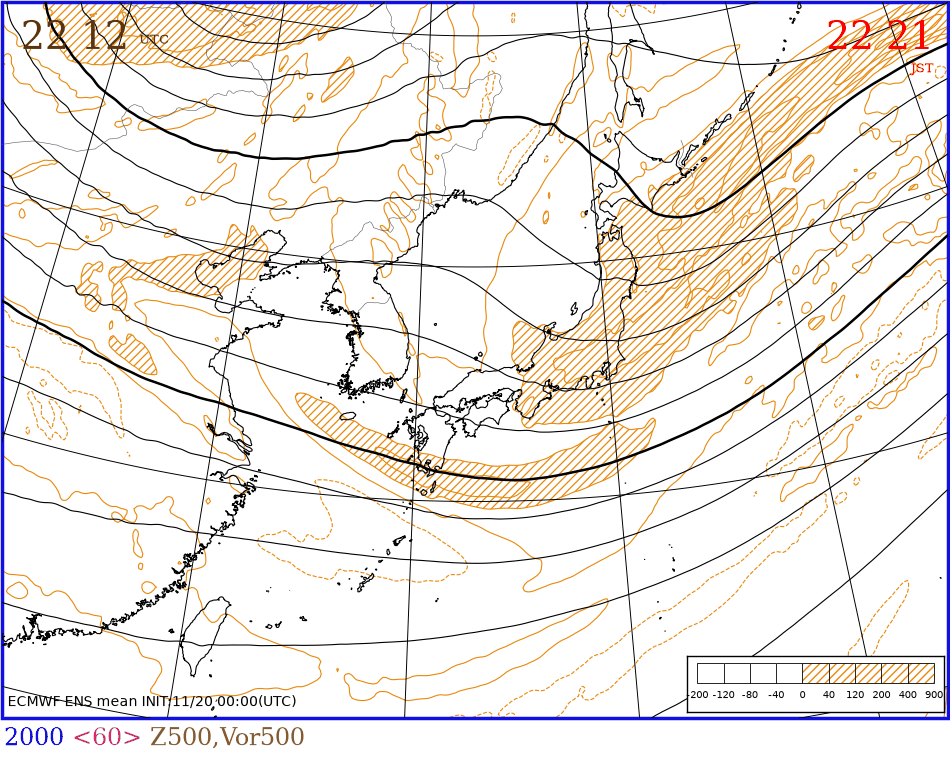 22 12 UTC
22 21
JST
-200 -120 -80 -40 0 40 120 200 400 900
ECMWF ENS mean INIT:11/20 00:00(UTC)
2000 <60> Z500,Vor500